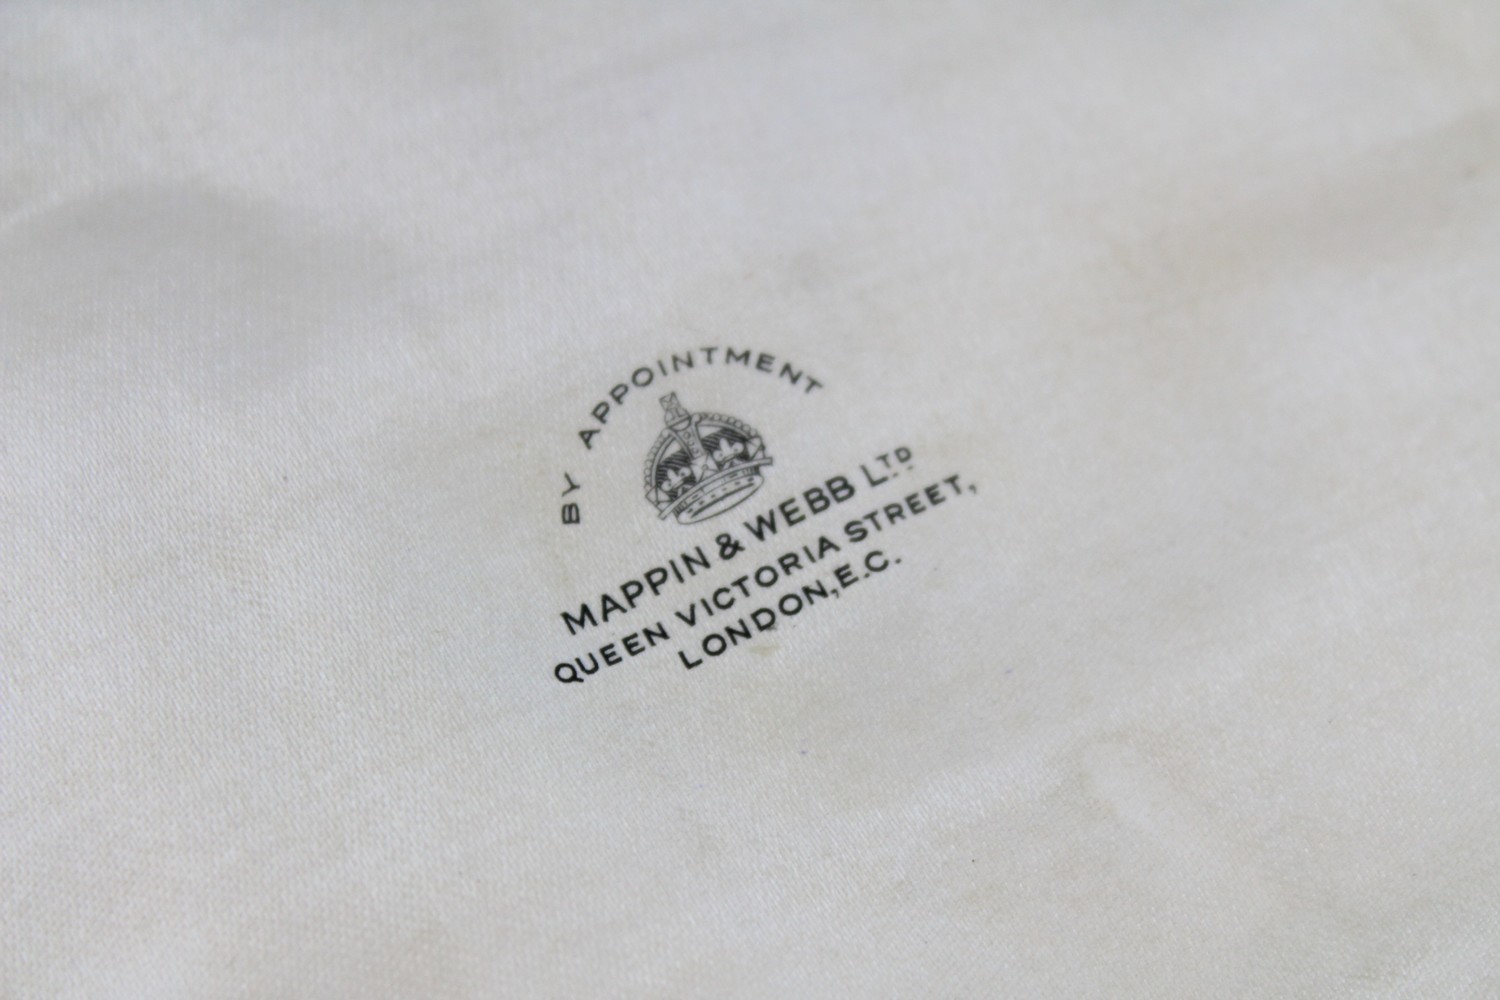 BY APPOINTMENT
MAPPIN & WEBB LTD
QUEEN VICTORIA STREET,
LONDON, E.C.